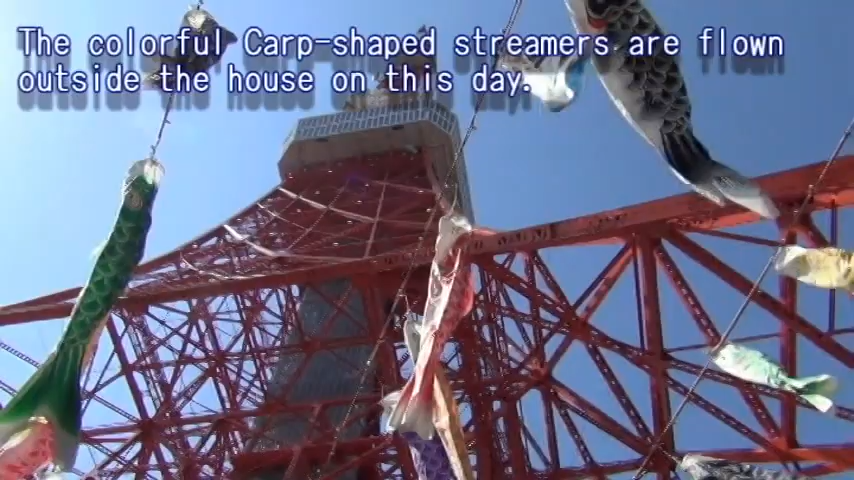 The colorful Carp-shaped streamers are flown
outside the house on this day.